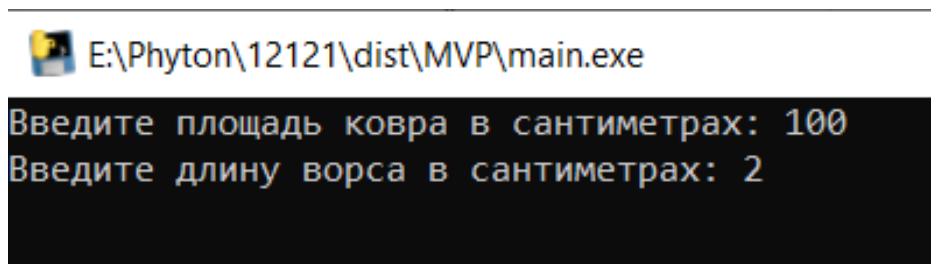 E:\Phyton\12121\dist\MVP\main.exe
Введите площадь ковра в сантиметрах: 100
Введите длину ворса в сантиметрах: 2